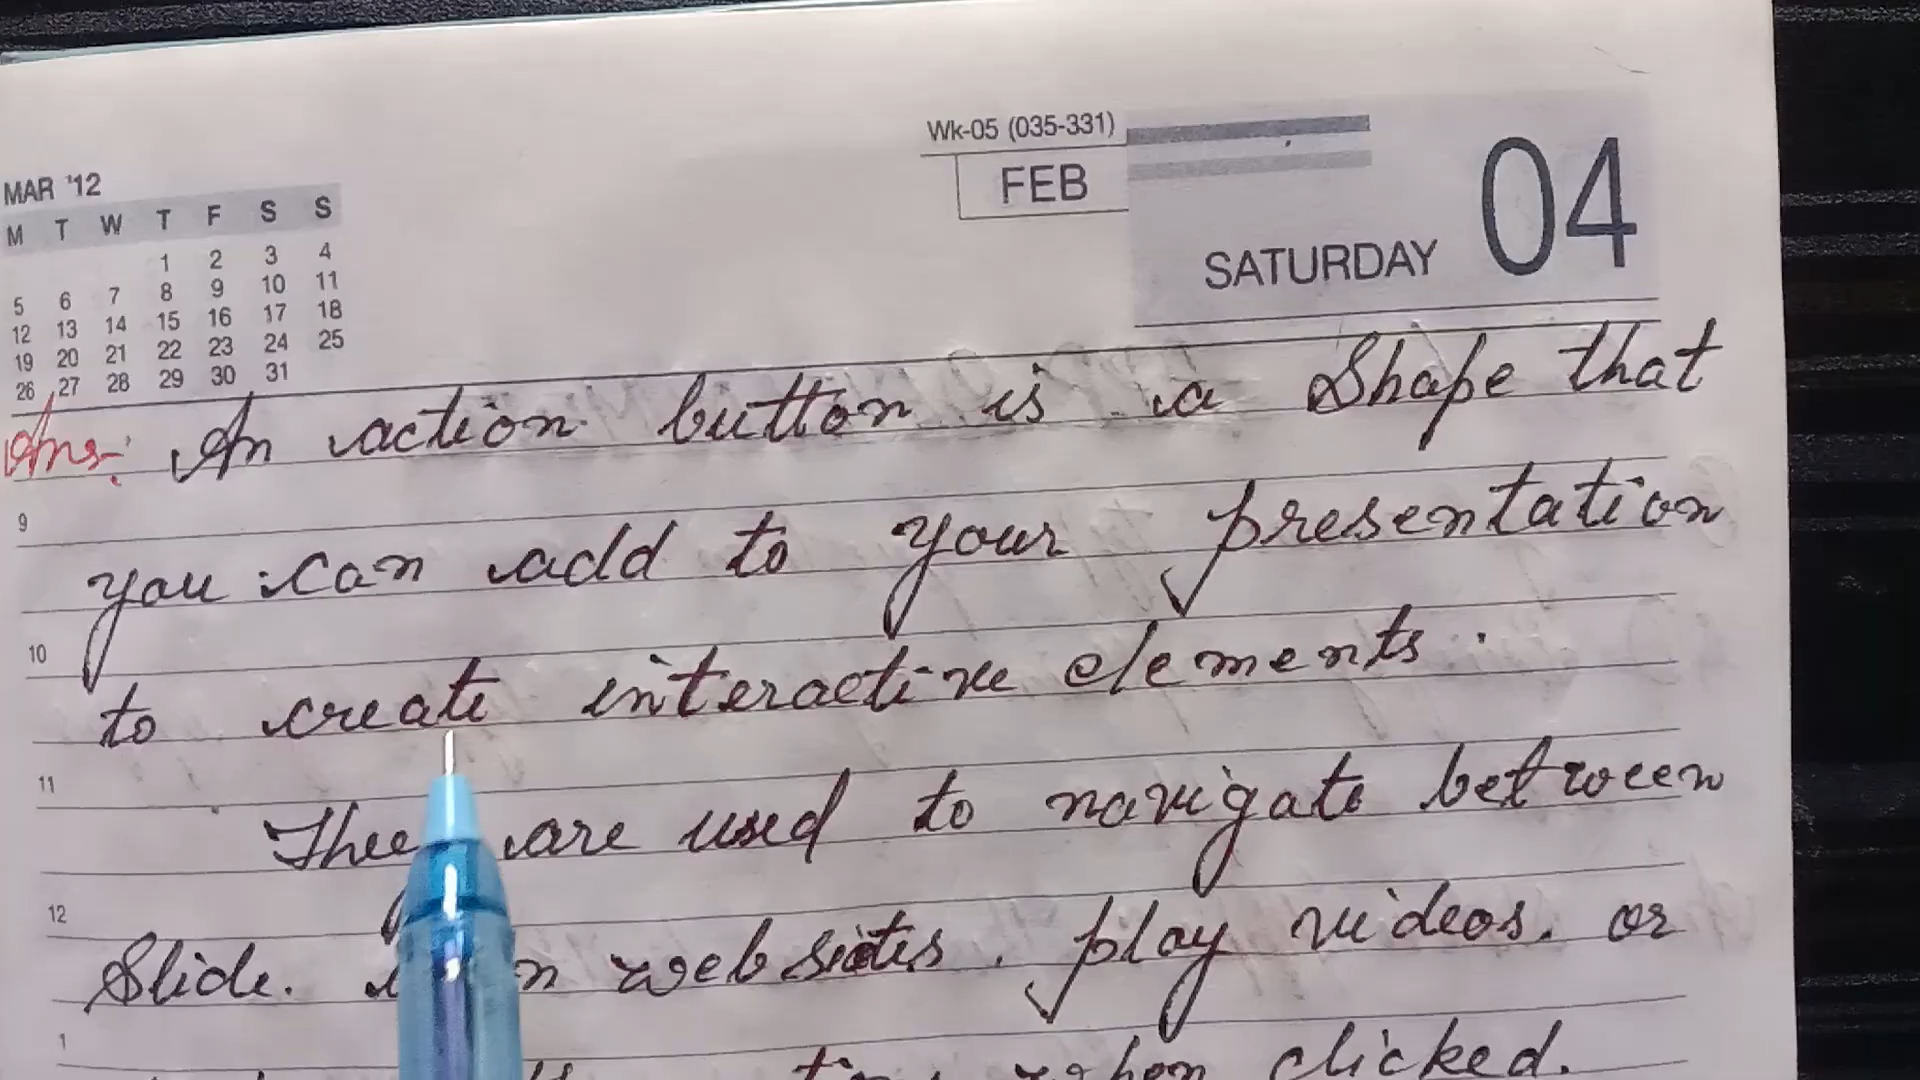 Wk-05 (035-331)
FEB
SATURDAY 04
MAR '12
M T W T F S S
1 2 3 4
5 6 7 8 9 10 11
12 13 14 15 16 17 18
19 20 21 22 23 24 25
26 27 28 29 30 31
Ans: An action button is a Shape that
9
you can add to your presentation
10
to create interactive elements.
11
They are used to navigate between
12
Slide. websites. play videos. or
1
when clicked.